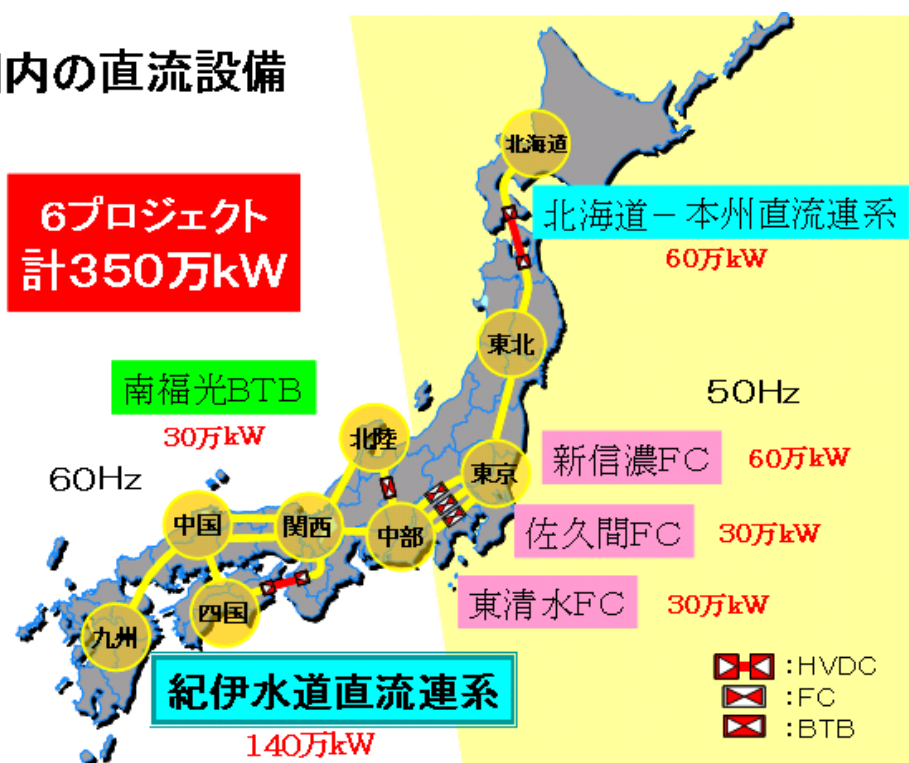 内の直流設備
6プロジェクト
計350万kW
北海道
北海道－本州直流連系
60万kW
東北
南福光BTB
30万kW
50Hz
北陸
東京
新信濃FC 60万kW
60Hz
中国
関西
中部
佐久間FC 30万kW
四国
東清水FC 30万kW
九州
紀伊水道直流連系
140万kW
:HVDC
:FC
:BTB